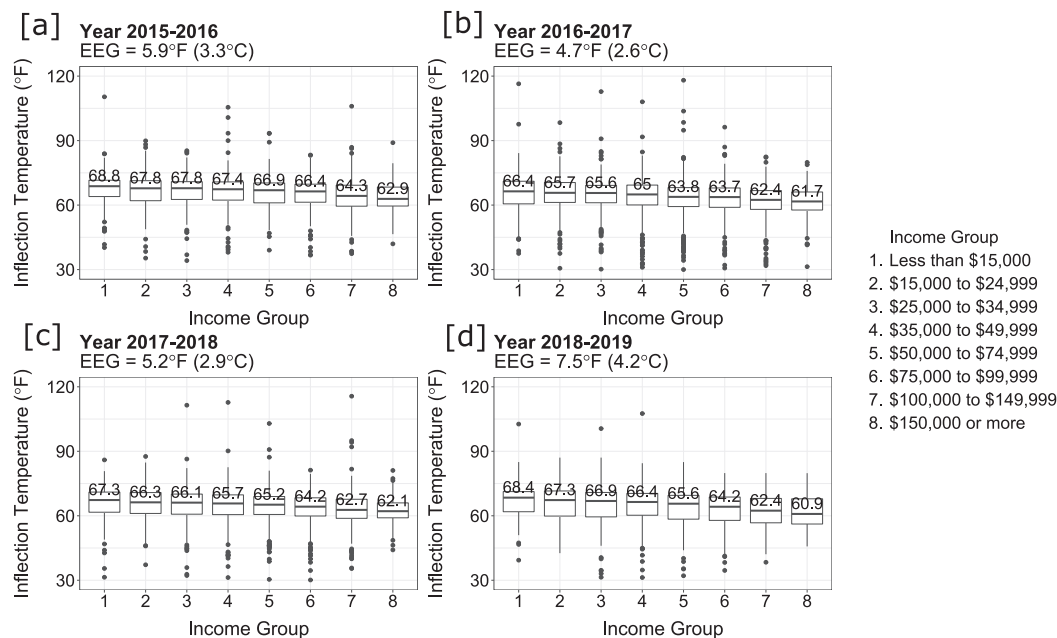 [a] Year 2015-2016
EEG = 5.9°F (3.3°C)
Inflection Temperature (°F)
120
90
60
30
68.8 67.8 67.8 67.4 66.9 66.4 64.3 62.9
1 2 3 4 5 6 7 8
Income Group
[b] Year 2016-2017
EEG = 4.7°F (2.6°C)
Inflection Temperature (°F)
120
90
60
30
66.4 65.7 65.6 65 63.8 63.7 62.4 61.7
1 2 3 4 5 6 7 8
Income Group
[c] Year 2017-2018
EEG = 5.2°F (2.9°C)
Inflection Temperature (°F)
120
90
60
30
67.3 66.3 66.1 65.7 65.2 64.2 62.7 62.1
1 2 3 4 5 6 7 8
Income Group
[d] Year 2018-2019
EEG = 7.5°F (4.2°C)
Inflection Temperature (°F)
120
90
60
30
68.4 67.3 66.9 66.4 65.6 64.2 62.4 60.9
1 2 3 4 5 6 7 8
Income Group
Income Group
1. Less than $15,000
2. $15,000 to $24,999
3. $25,000 to $34,999
4. $35,000 to $49,999
5. $50,000 to $74,999
6. $75,000 to $99,999
7. $100,000 to $149,999
8. $150,000 or more